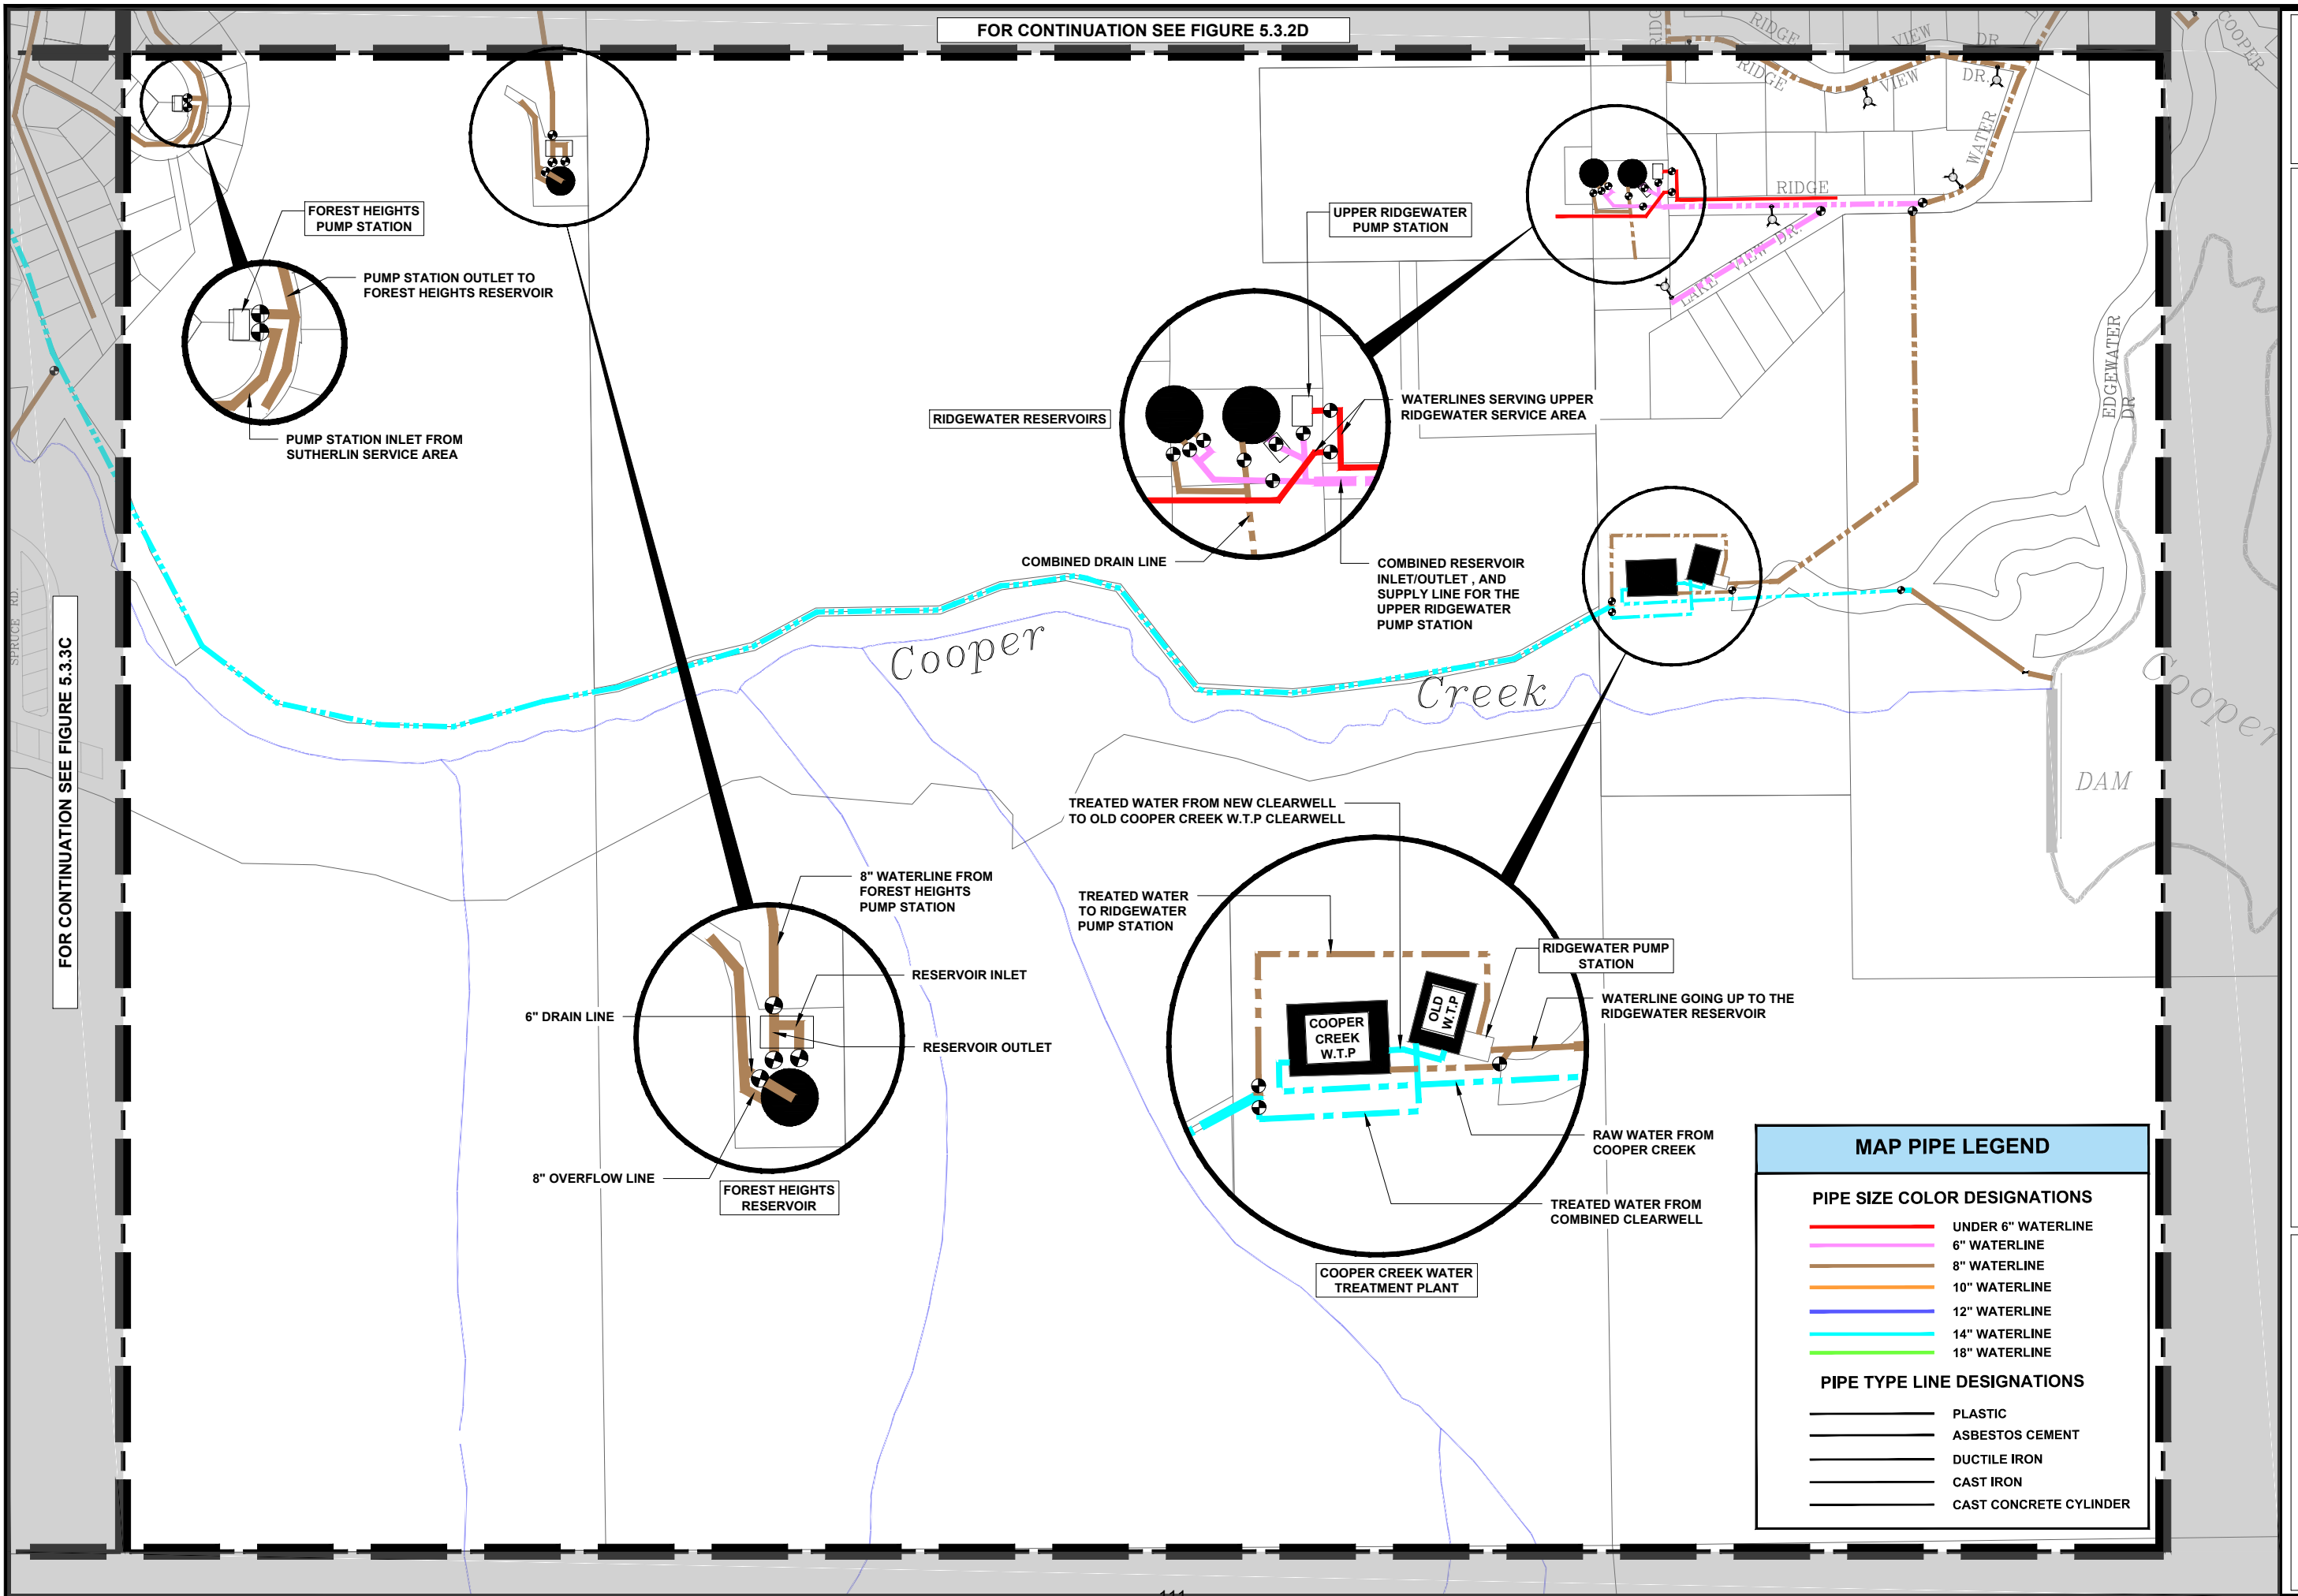 FOR CONTINUATION SEE FIGURE 5.3.2D
COOPER
RIDGE
VIEW
DR
RIDGE
VIEW
DR.
WATER
RIDGE
LAKE VIEW DR.
EDGEWATER
DR
FOREST HEIGHTS
PUMP STATION
PUMP STATION OUTLET TO
FOREST HEIGHTS RESERVOIR
PUMP STATION INLET FROM
SUTHERLIN SERVICE AREA
UPPER RIDGEWATER
PUMP STATION
RIDGEWATER RESERVOIRS
WATERLINES SERVING UPPER
RIDGEWATER SERVICE AREA
COMBINED DRAIN LINE
COMBINED RESERVOIR
INLET/OUTLET , AND
SUPPLY LINE FOR THE
UPPER RIDGEWATER
PUMP STATION
SPRUCE RD.
FOR CONTINUATION SEE FIGURE 5.3.3C
Cooper
Creek
Cooper
DAM
TREATED WATER FROM NEW CLEARWELL
TO OLD COOPER CREEK W.T.P CLEARWELL
8" WATERLINE FROM
FOREST HEIGHTS
PUMP STATION
RESERVOIR INLET
6" DRAIN LINE
RESERVOIR OUTLET
8" OVERFLOW LINE
FOREST HEIGHTS
RESERVOIR
TREATED WATER
TO RIDGEWATER
PUMP STATION
RIDGEWATER PUMP
STATION
OLD
W.T.P
COOPER
CREEK
W.T.P
WATERLINE GOING UP TO THE
RIDGEWATER RESERVOIR
RAW WATER FROM
COOPER CREEK
TREATED WATER FROM
COMBINED CLEARWELL
COOPER CREEK WATER
TREATMENT PLANT
MAP PIPE LEGEND
PIPE SIZE COLOR DESIGNATIONS
UNDER 6" WATERLINE
6" WATERLINE
8" WATERLINE
10" WATERLINE
12" WATERLINE
14" WATERLINE
18" WATERLINE
PIPE TYPE LINE DESIGNATIONS
PLASTIC
ASBESTOS CEMENT
DUCTILE IRON
CAST IRON
CAST CONCRETE CYLINDER